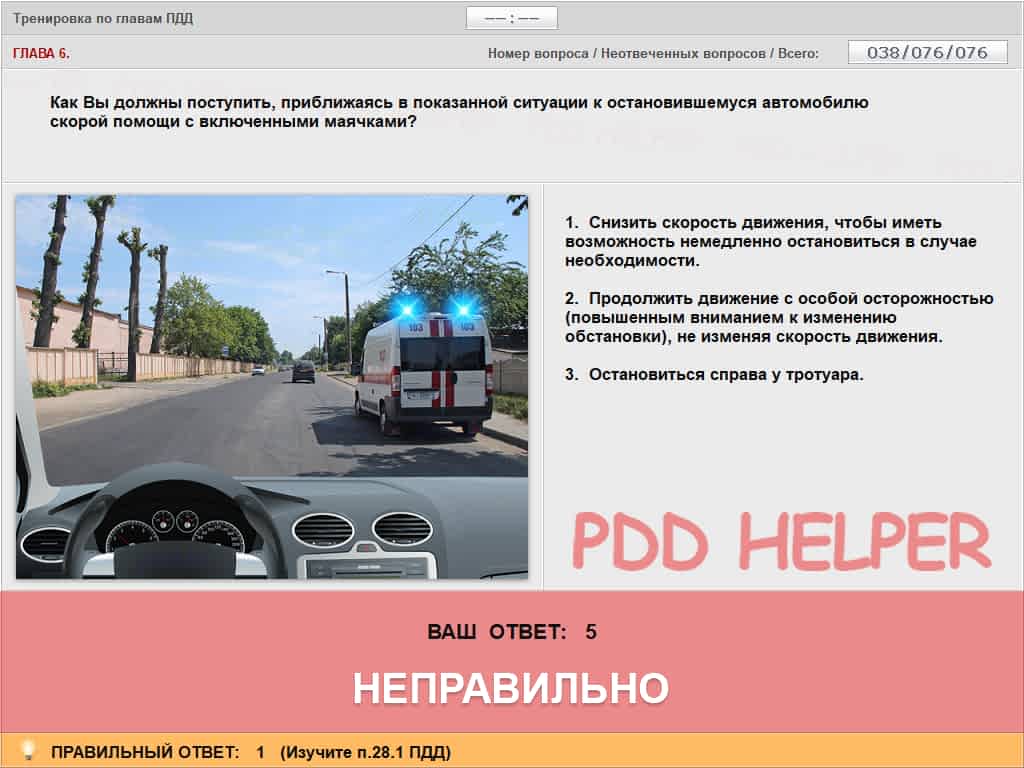 Тренировка по главам ПДД
—— : ——
ГЛАВА 6.
Номер вопроса / Неотвеченных вопросов / Всего:
038/076/076
Как Вы должны поступить, приближаясь в показанной ситуации к остановившемуся автомобилю
скорой помощи с включенными маячками?
103
103
1. Снизить скорость движения, чтобы иметь
возможность немедленно остановиться в случае
необходимости.
2. Продолжить движение с особой осторожностью
(повышенным вниманием к изменению
обстановки), не изменяя скорость движения.
3. Остановиться справа у тротуара.
PDD HELPER
ВАШ ОТВЕТ: 5
НЕПРАВИЛЬНО
ПРАВИЛЬНЫЙ ОТВЕТ: 1 (Изучите п.28.1 ПДД)